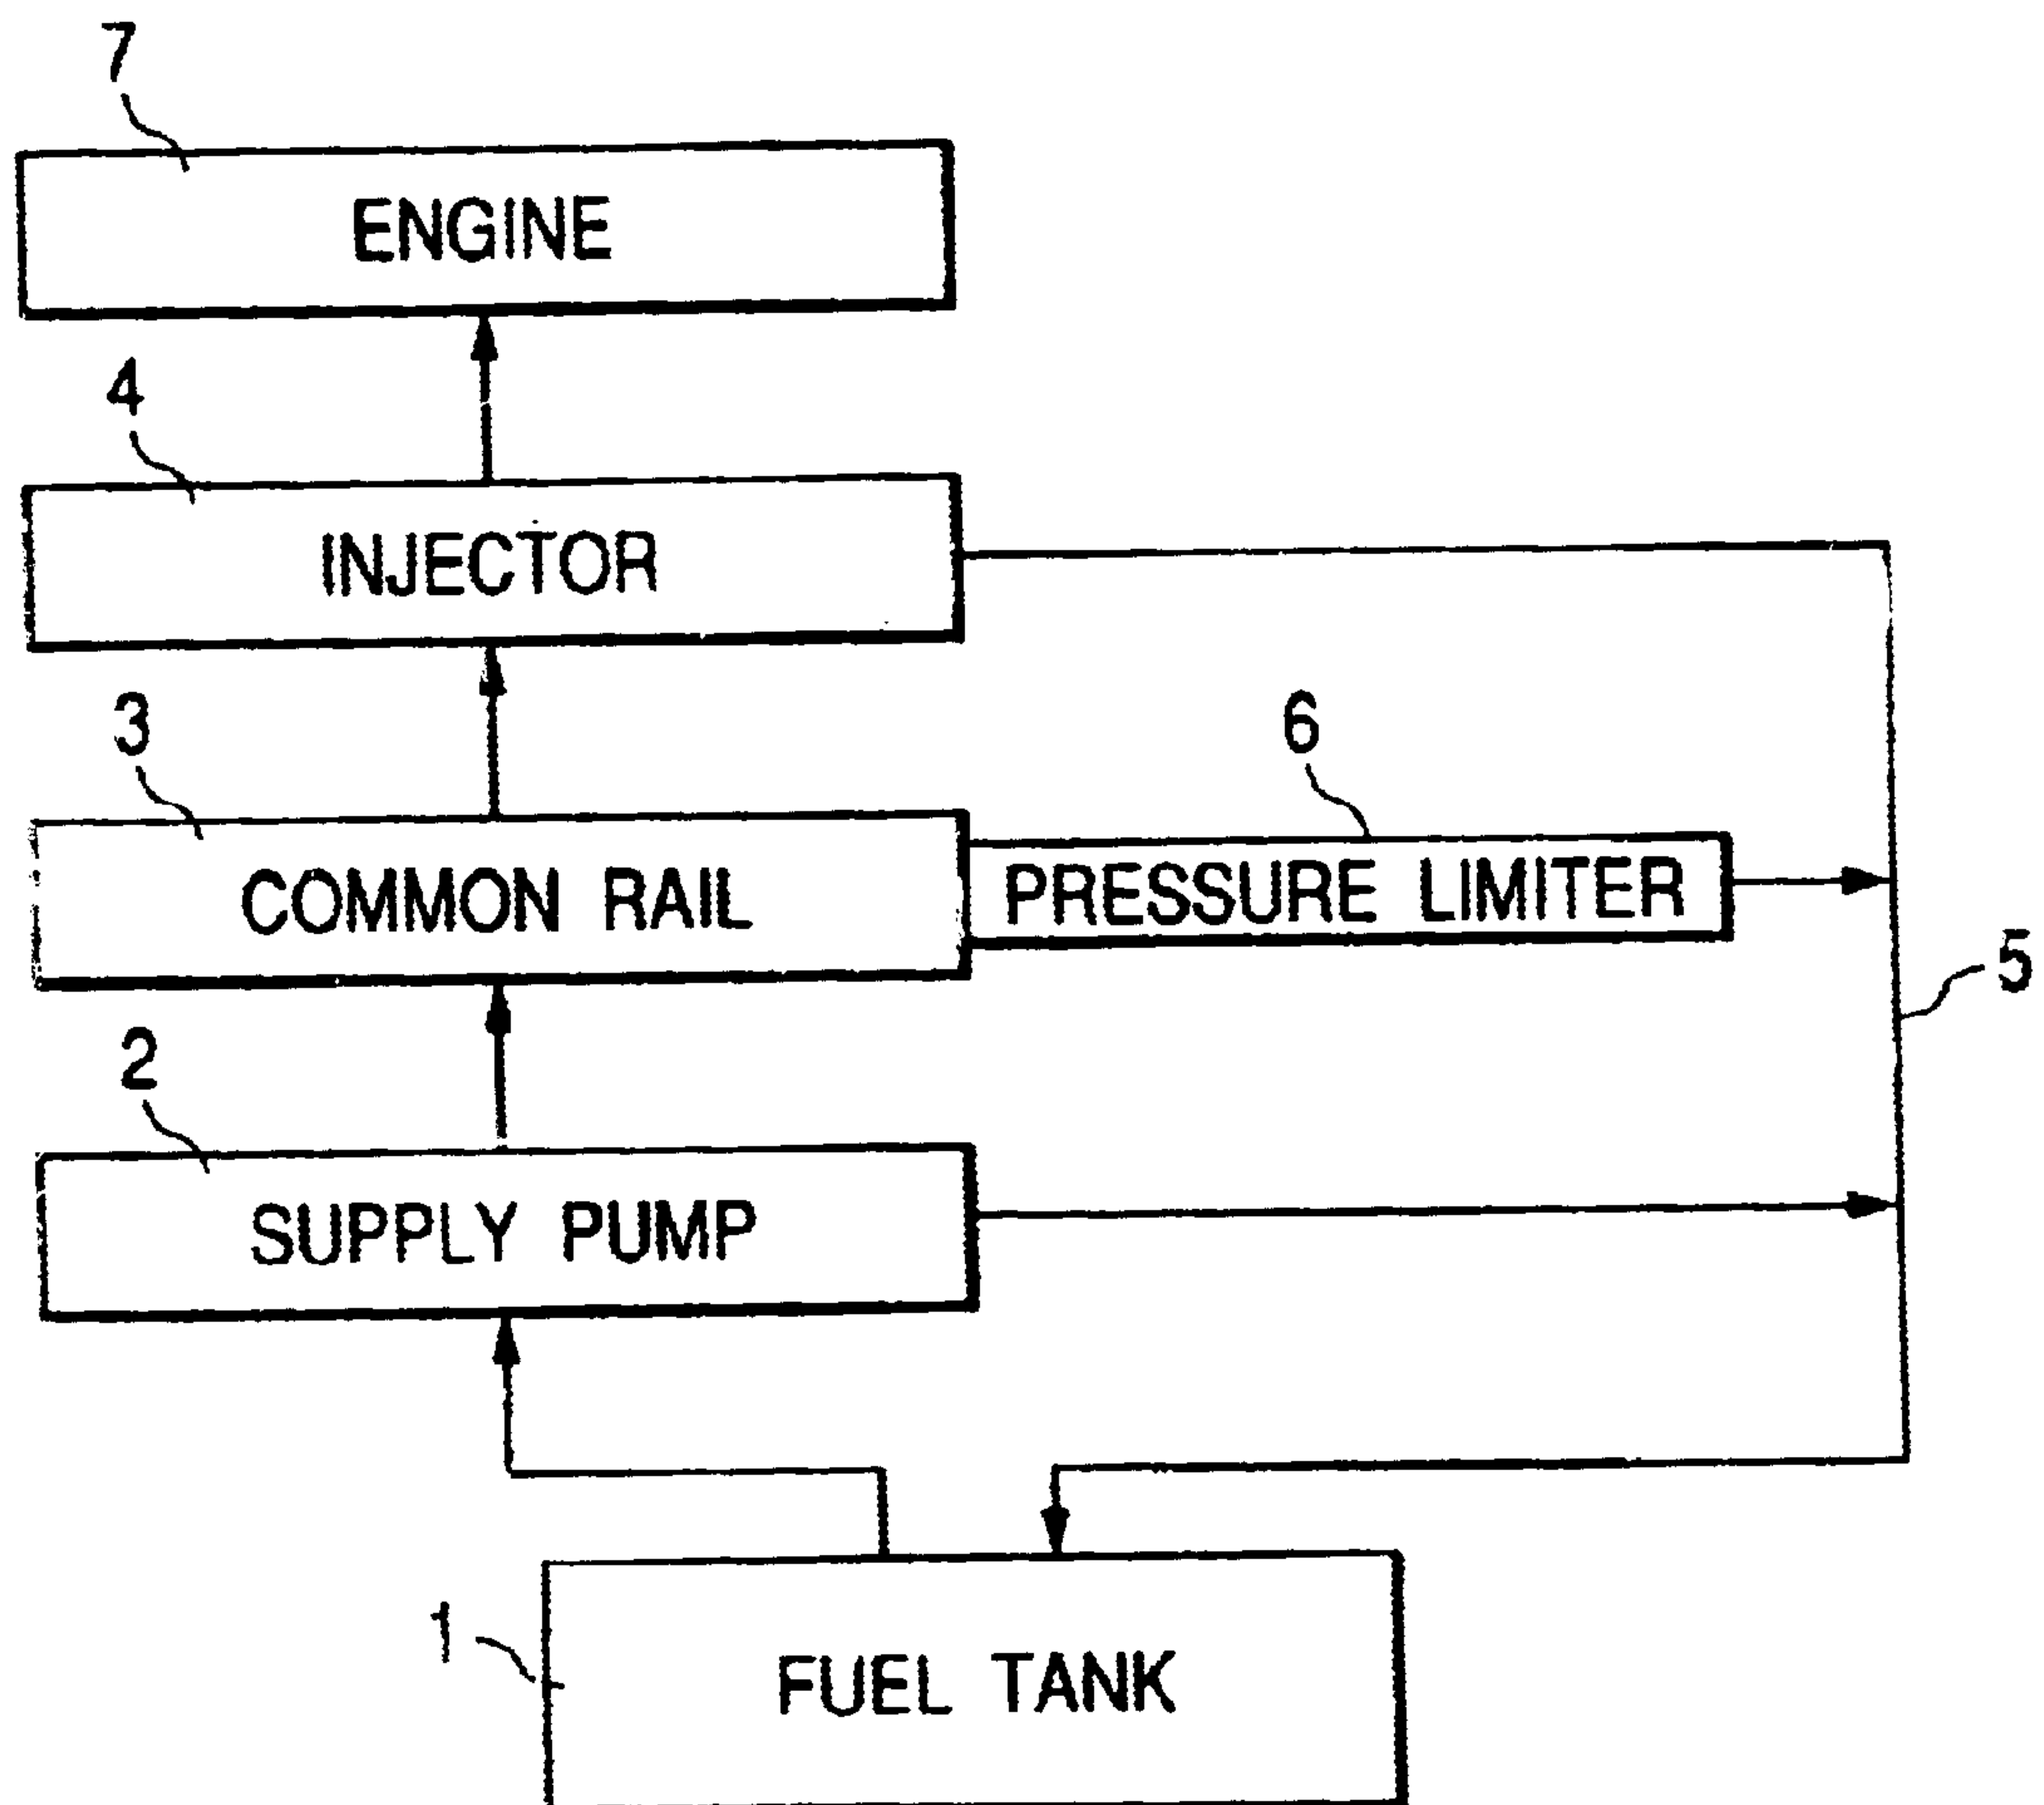 7
ENGINE
4
INJECTOR
3
6
COMMON RAIL
PRESSURE LIMITER
5
2
SUPPLY PUMP
1
FUEL TANK